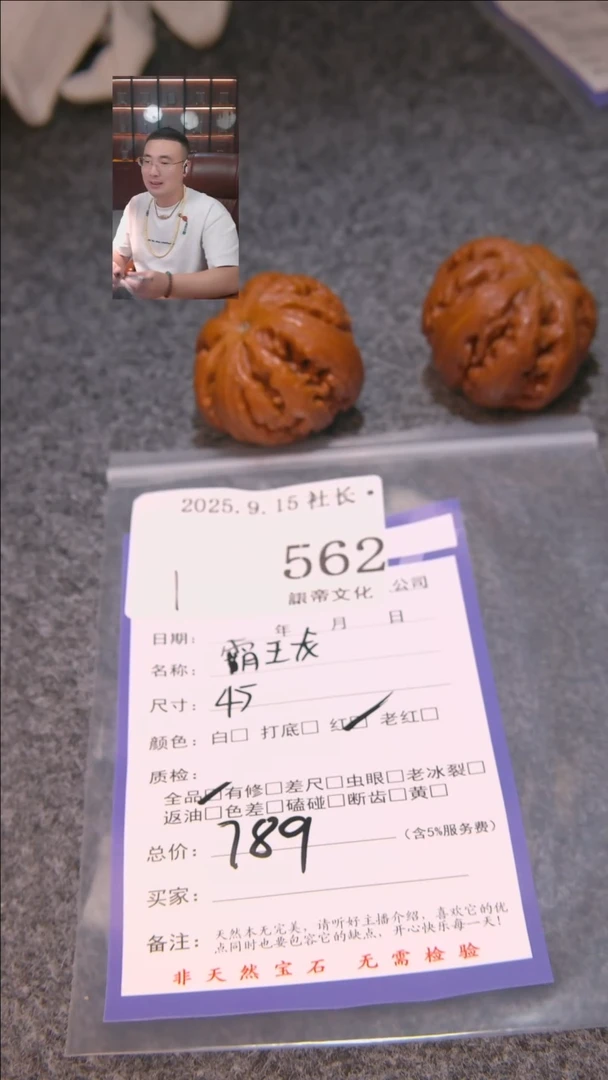 2025.9.15 社长·
562
龍帝文化 公司
日期: 年 月 日
名称: 霸王龙
尺寸: 45
颜色: 白□ 打底□ 红☑ 老红□
质检:
全品☑有修□差尺□虫眼□老冰裂□
返油□色差□磕碰□断齿□黄□
总价: 789 (含5%服务费)
买家:
备注: 天然本无完美,请听好主播介绍,喜欢它的优
点同时也要包容它的缺点,开心快乐每一天!
非天然宝石 无需检验